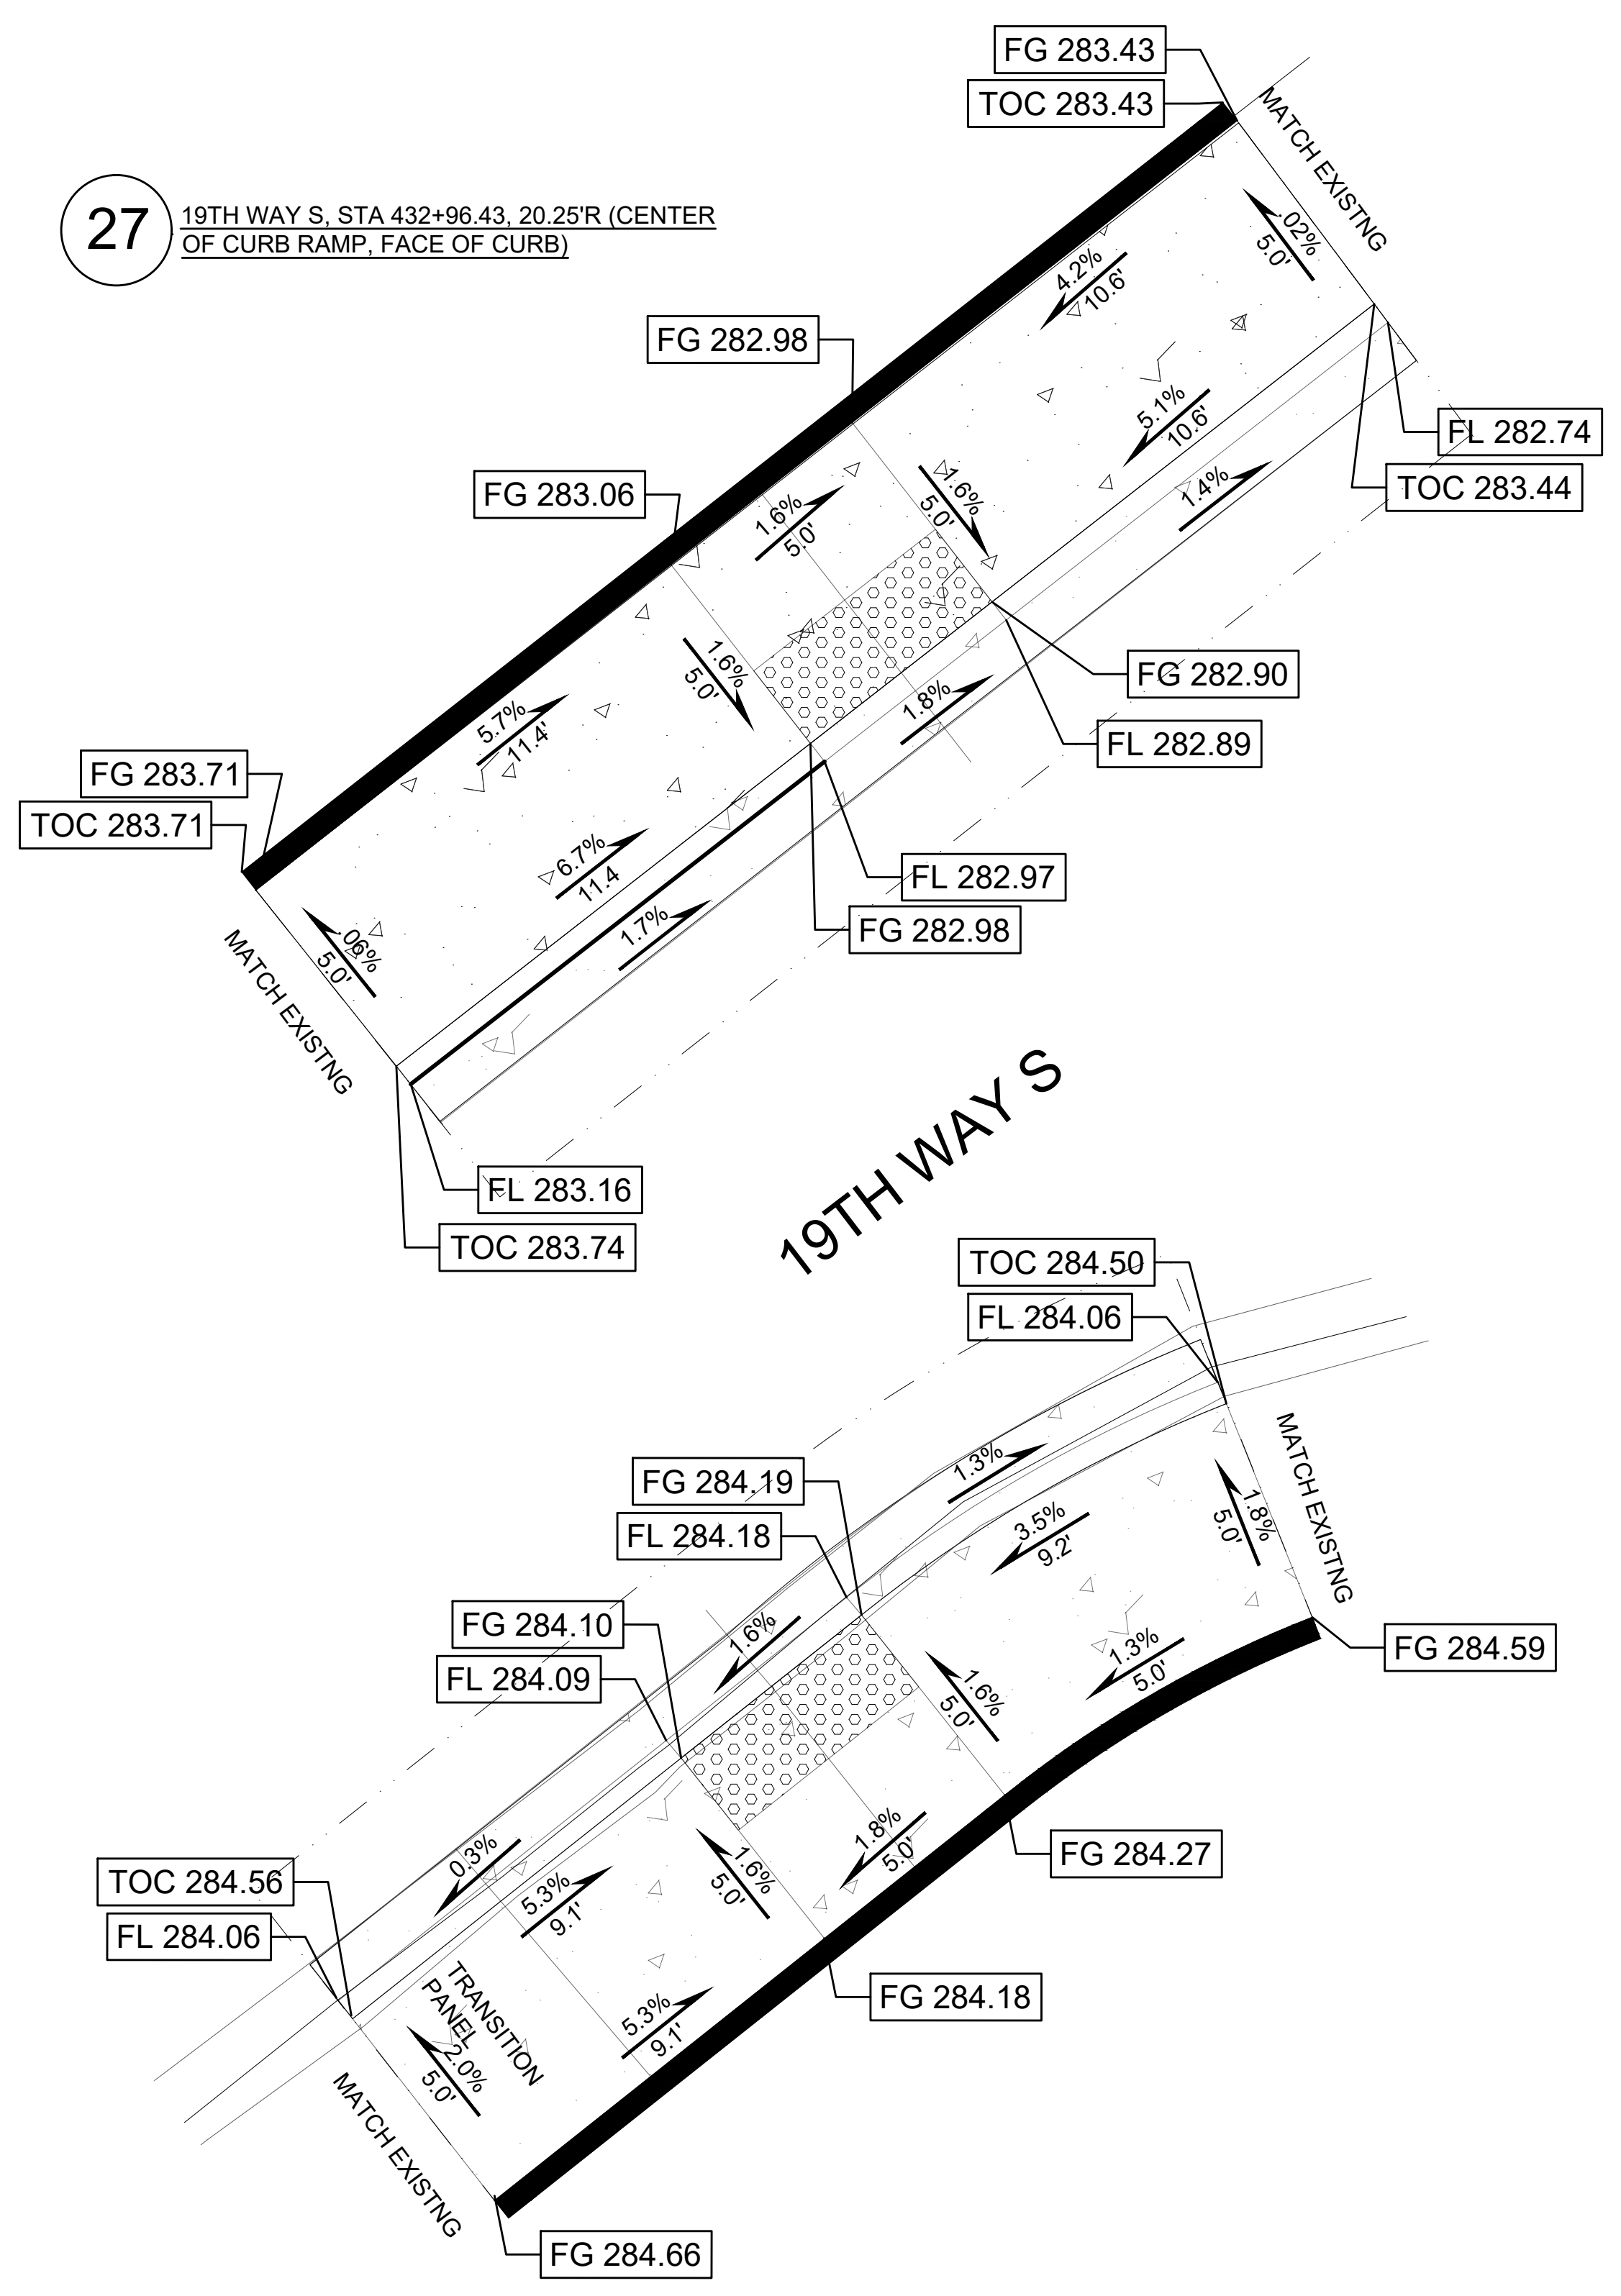 FG 283.43
TOC 283.43
MATCH EXISTNG
27
19TH WAY S, STA 432+96.43, 20.25'R (CENTER
OF CURB RAMP, FACE OF CURB)
.02%
5.0'
4.2%
10.6'
FG 282.98
5.1%
10.6'
FL 282.74
TOC 283.44
1.4%
FG 283.06
1.6%
5.0'
1.6%
5.0'
1.6%
5.0'
FG 282.90
1.8%
FL 282.89
5.7%
11.4'
FG 283.71
TOC 283.71
6.7%
11.4
FL 282.97
FG 282.98
1.7%
.06%
5.0'
MATCH EXISTNG
FL 283.16
TOC 283.74
19TH WAY S
TOC 284.50
FL 284.06
MATCH EXISTNG
1.3%
FG 284.19
FL 284.18
3.5%
9.2'
1.8%
5.0'
FG 284.10
FL 284.09
1.6%
1.3%
5.0'
FG 284.59
1.6%
5.0'
1.8%
5.0'
FG 284.27
0.3%
1.6%
5.0'
TOC 284.56
FL 284.06
5.3%
9.1'
FG 284.18
TRANSITION
PANEL
5.3%
9.1'
2.0%
5.0'
MATCH EXISTNG
FG 284.66